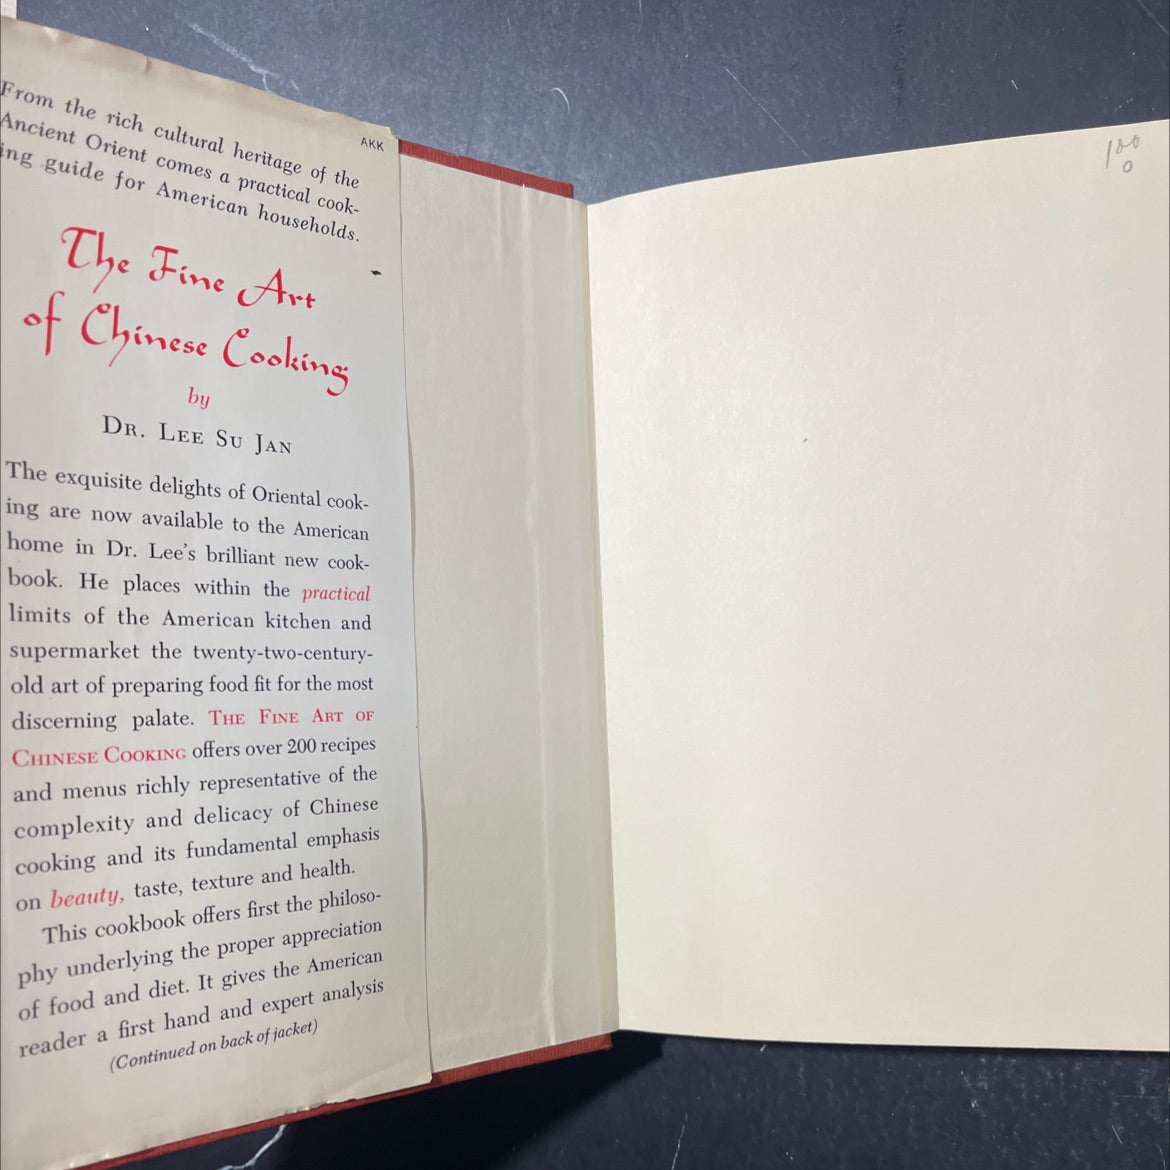 From the rich cultural heritage of the
Ancient Orient comes a practical cook-
ing guide for American households.
AKK
The Fine Art
of Chinese Cooking
by
DR. LEE SU JAN
The exquisite delights of Oriental cook-
ing are now available to the American
home in Dr. Lee's brilliant new cook-
book. He places within the practical
limits of the American kitchen and
supermarket the twenty-two-century-
old art of preparing food fit for the most
discerning palate. THE FINE ART OF
CHINESE COOKING offers over 200 recipes
and menus richly representative of the
complexity and delicacy of Chinese
cooking and its fundamental emphasis
on beauty, taste, texture and health.
This cookbook offers first the philoso-
phy underlying the proper appreciation
of food and diet. It gives the American
reader a first hand and expert analysis
(Continued on back of jacket)
100
0